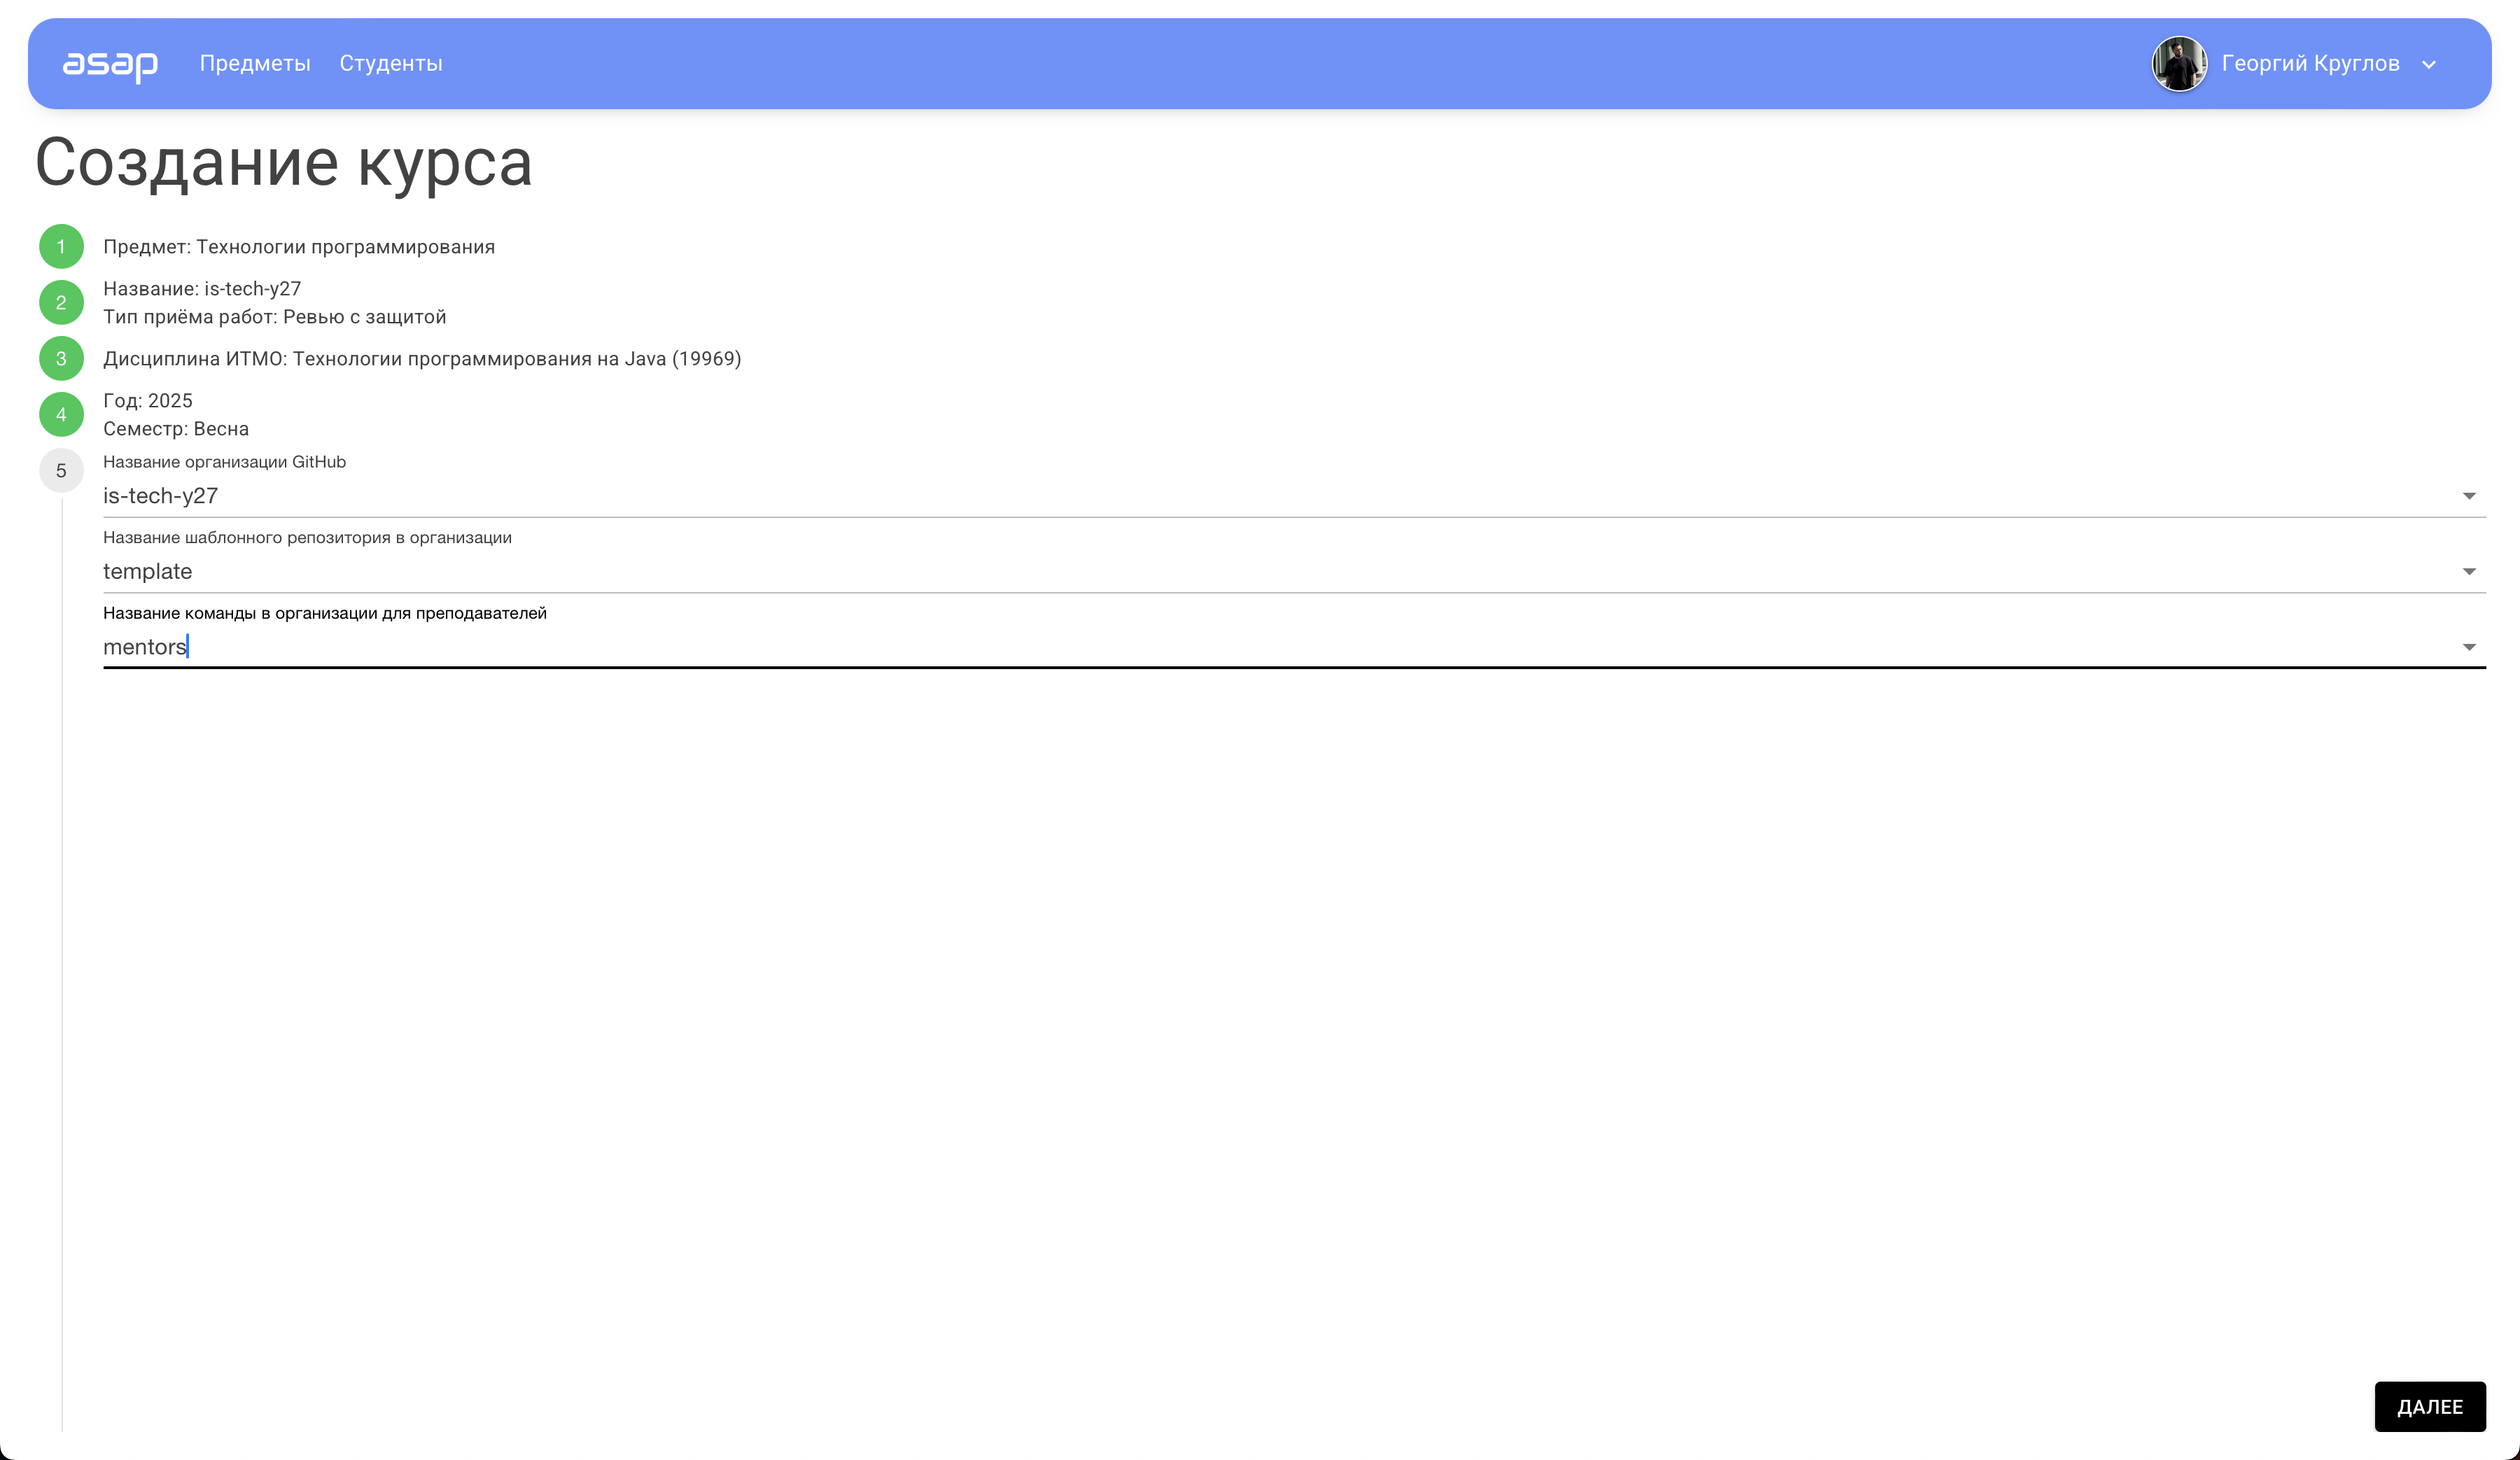 asap Предметы Студенты Георгий Круглов
Создание курса
1 Предмет: Технологии программирования
2 Название: is-tech-y27
Тип приёма работ: Ревью с защитой
3 Дисциплина ИТМО: Технологии программирования на Java (19969)
4 Год: 2025
Семестр: Весна
5 Название организации GitHub
is-tech-y27
Название шаблонного репозитория в организации
template
Название команды в организации для преподавателей
mentors
ДАЛЕЕ